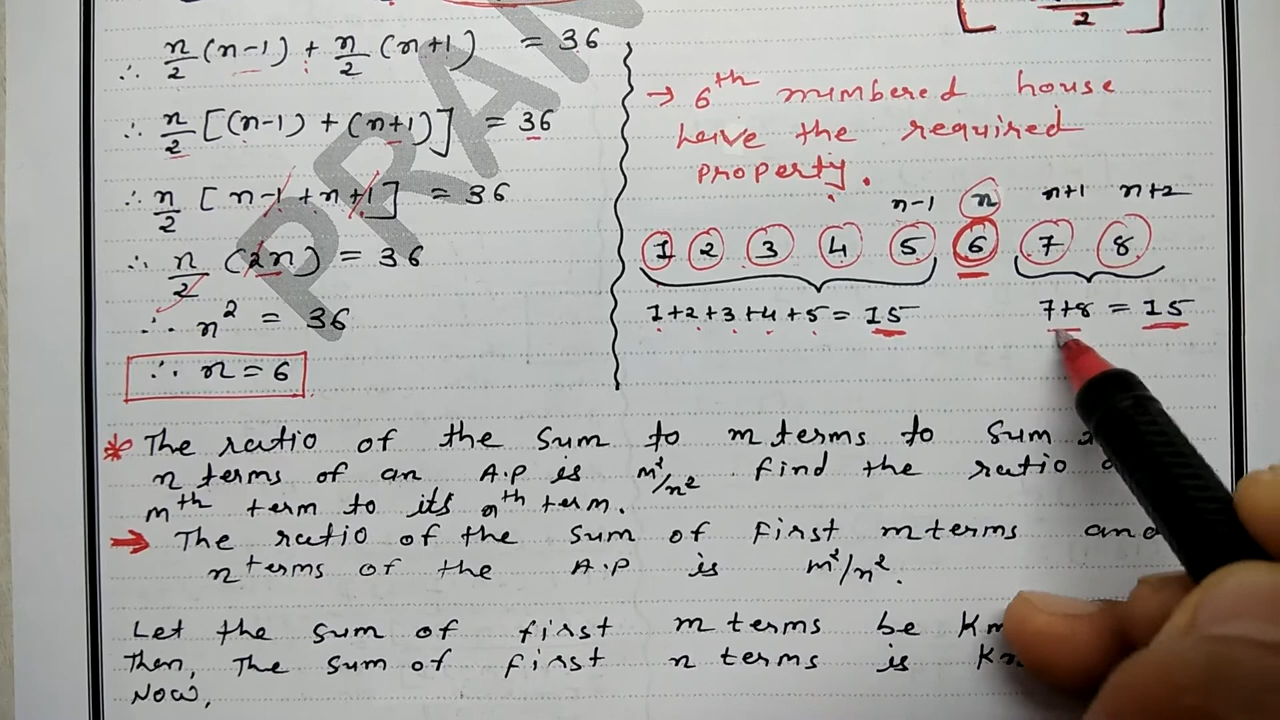 ∴ n/2 (n-1) + n/2 (n+1) = 36
∴ n/2 [(n-1) + (n+1)] = 36
∴ n/2 [n-1 + n+1] = 36
∴ n/2 (2n) = 36
∴ n² = 36
∴ n = 6
2
→ 6th numbered house
have the required
property.
n-1 n n+1 n+2
1 2 3 4 5 6 7 8
1+2+3+4+5 = 15 7+8 = 15
* The ratio of the sum to m terms to sum
n terms of an A.P is m²/n². find the ratio
mth term to its nth term.
→ The ratio of the sum of first m terms and
n terms of the A.P is m²/n².
Let the sum of first m terms be
Then, The sum of first n terms is
Now,
PRAN